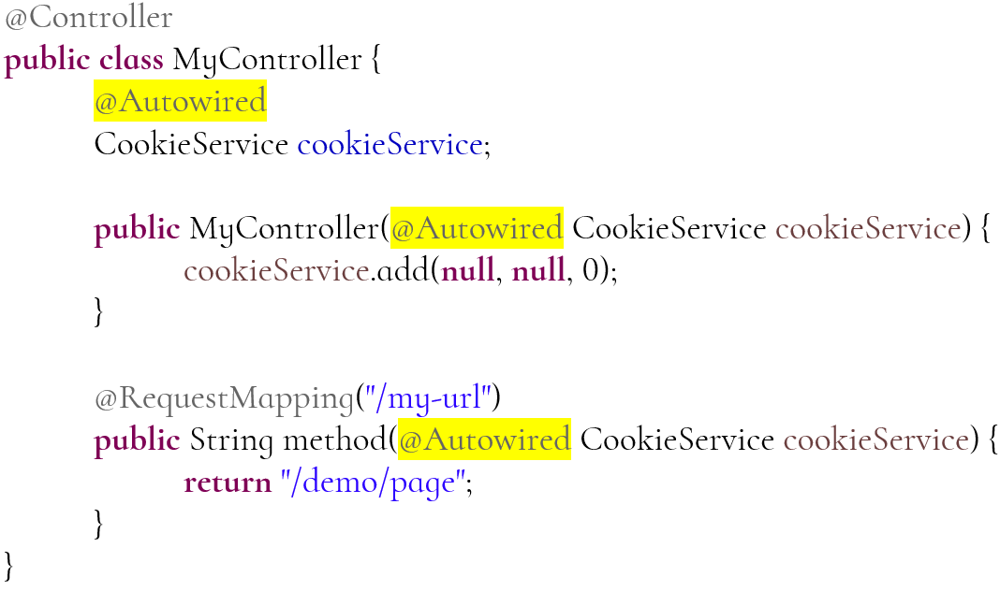 @Controller
public class MyController {
@Autowired
CookieService cookieService;
public MyController(@Autowired CookieService cookieService) {
cookieService.add(null, null, 0);
}
@RequestMapping("/my-url")
public String method(@Autowired CookieService cookieService) {
return "/demo/page";
}
}